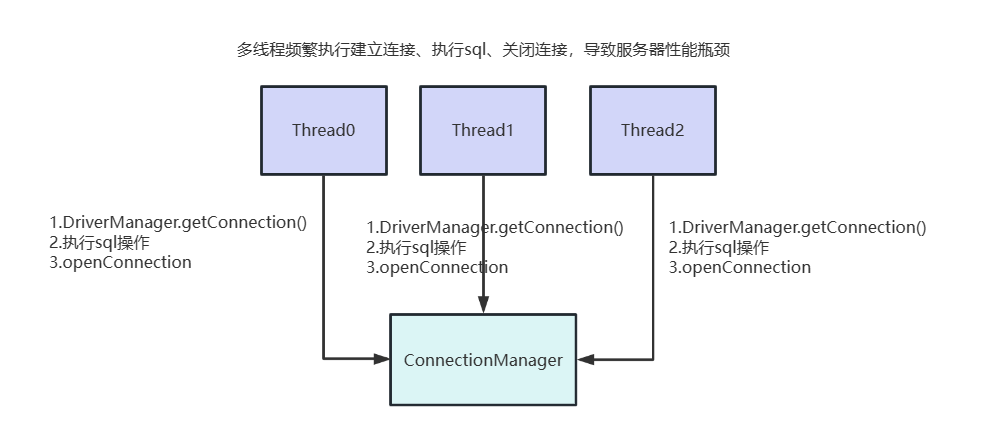 多线程频繁执行建立连接、执行sql、关闭连接，导致服务器性能瓶颈
Thread0
Thread1
Thread2
1.DriverManager.getConnection()
2.执行sql操作
3.openConnection
1.DriverManager.getConnection()
2.执行sql操作
3.openConnection
1.DriverManager.getConnection()
2.执行sql操作
3.openConnection
ConnectionManager